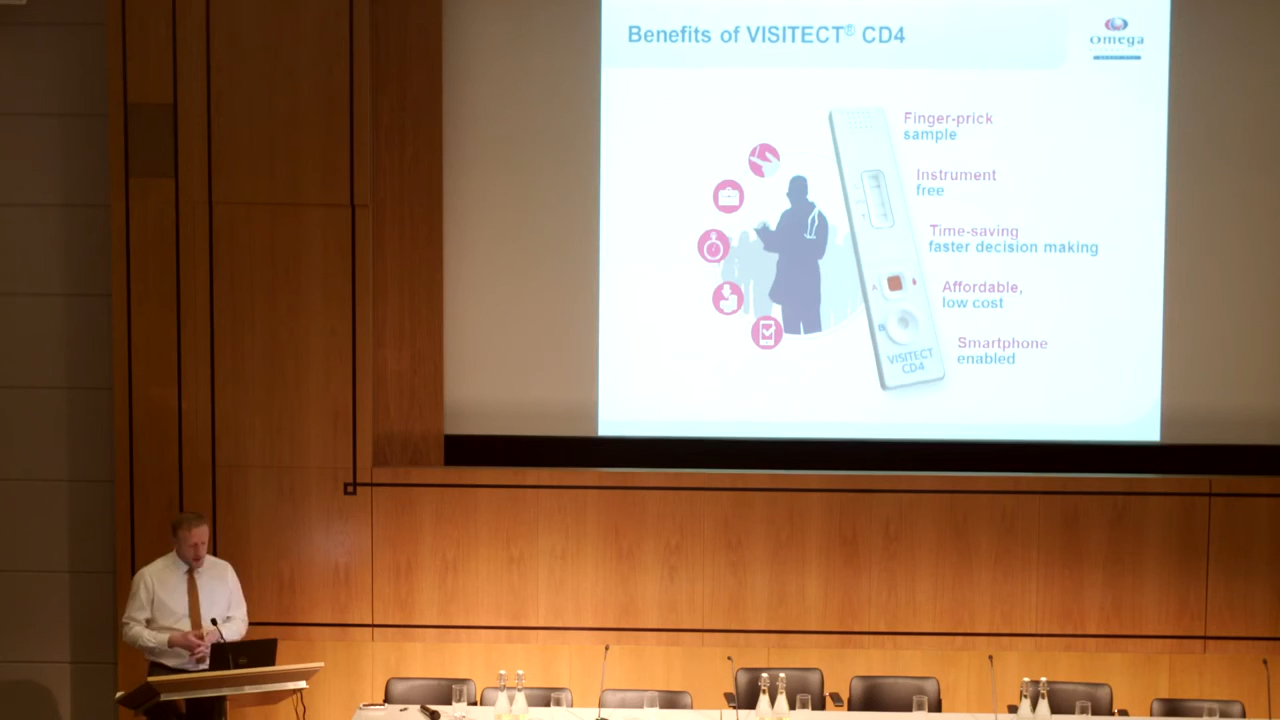 Benefits of VISITECT® CD4
Omega
Finger-prick
sample
Instrument
free
Time-saving
faster decision making
Affordable,
low cost
Smartphone
enabled
A
B
VISITECT
CD4